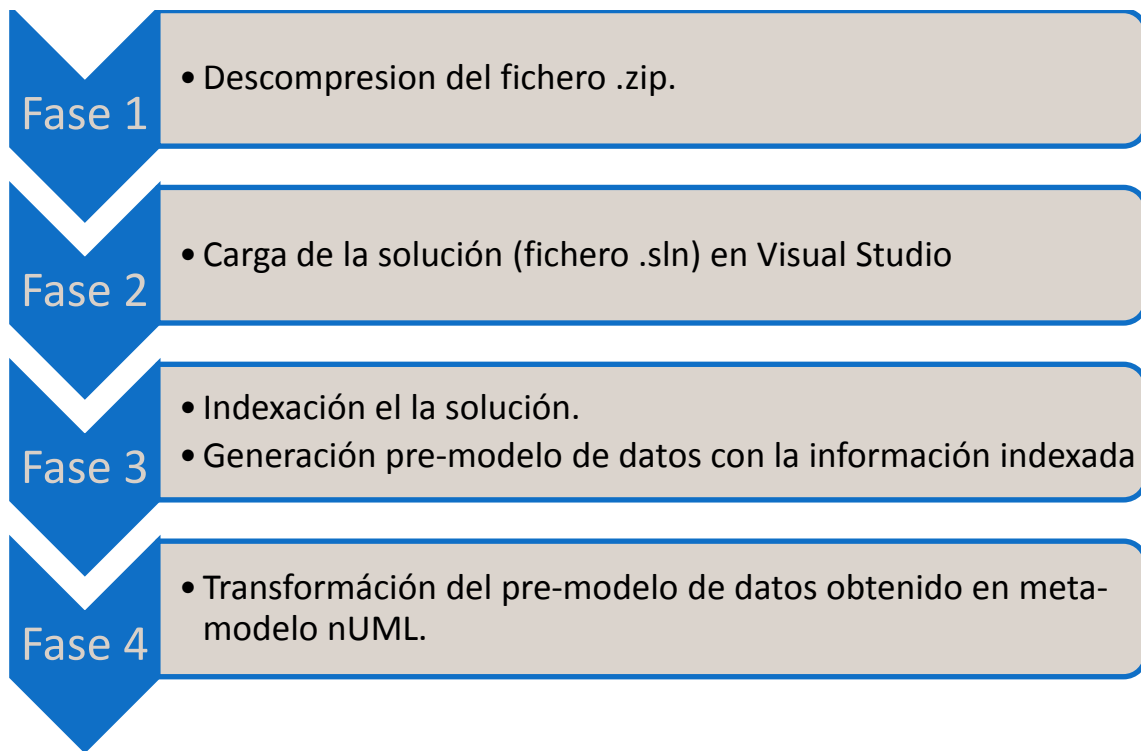 Fase 1
• Descompresion del fichero .zip.
Fase 2
• Carga de la solución (fichero .sln) en Visual Studio
Fase 3
• Indexación el la solución.
• Generación pre-modelo de datos con la información indexada
Fase 4
• Transformáción del pre-modelo de datos obtenido en meta-
modelo nUML.